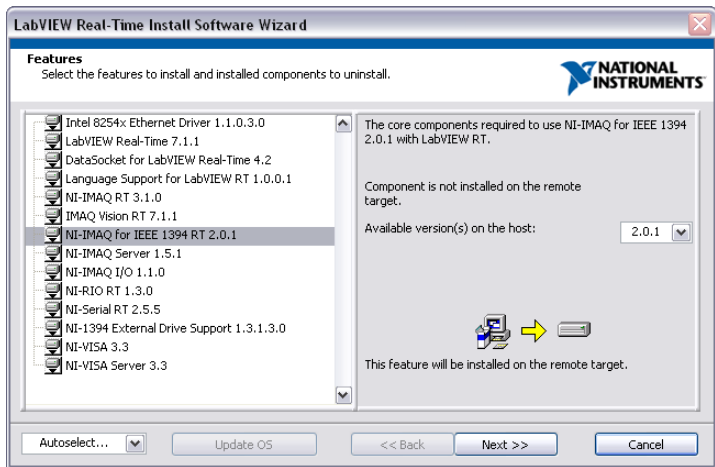 LabVIEW Real-Time Install Software Wizard
Features
Select the features to install and installed components to uninstall.
NATIONAL
INSTRUMENTS™
Intel 8254x Ethernet Driver 1.1.0.3.0
LabVIEW Real-Time 7.1.1
DataSocket for LabVIEW Real-Time 4.2
Language Support for LabVIEW RT 1.0.0.1
NI-IMAQ RT 3.1.0
IMAQ Vision RT 7.1.1
NI-IMAQ for IEEE 1394 RT 2.0.1
NI-IMAQ Server 1.5.1
NI-IMAQ I/O 1.1.0
NI-RIO RT 1.3.0
NI-Serial RT 2.5.5
NI-1394 External Drive Support 1.3.1.3.0
NI-VISA 3.3
NI-VISA Server 3.3
The core components required to use NI-IMAQ for IEEE 1394
2.0.1 with LabVIEW RT.
Component is not installed on the remote
target.
Available version(s) on the host:
2.0.1
This feature will be installed on the remote target.
Autoselect...
Update OS
<< Back
Next >>
Cancel